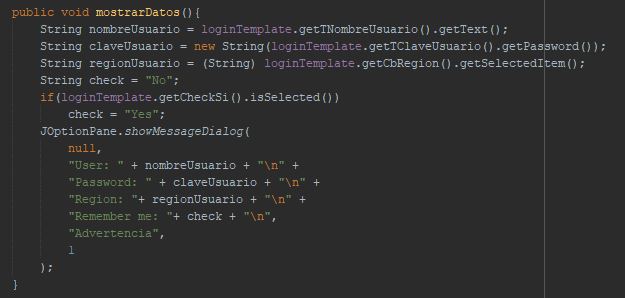 public void mostrarDatos(){
    String nombreUsuario = loginTemplate.getTNombreUsuario().getText();
    String claveUsuario = new String(loginTemplate.getTClaveUsuario().getPassword());
    String regionUsuario = (String) loginTemplate.getCbRegion().getSelectedItem();
    String check = "No";
    if(loginTemplate.getCheckSi().isSelected())
        check = "Yes";
    JOptionPane.showMessageDialog(
        null,
        "User: " + nombreUsuario + "\n" +
        "Password: " + claveUsuario + "\n" +
        "Region: "+ regionUsuario + "\n" +
        "Remember me: "+ check + "\n",
        "Advertencia",
        1
    );
}